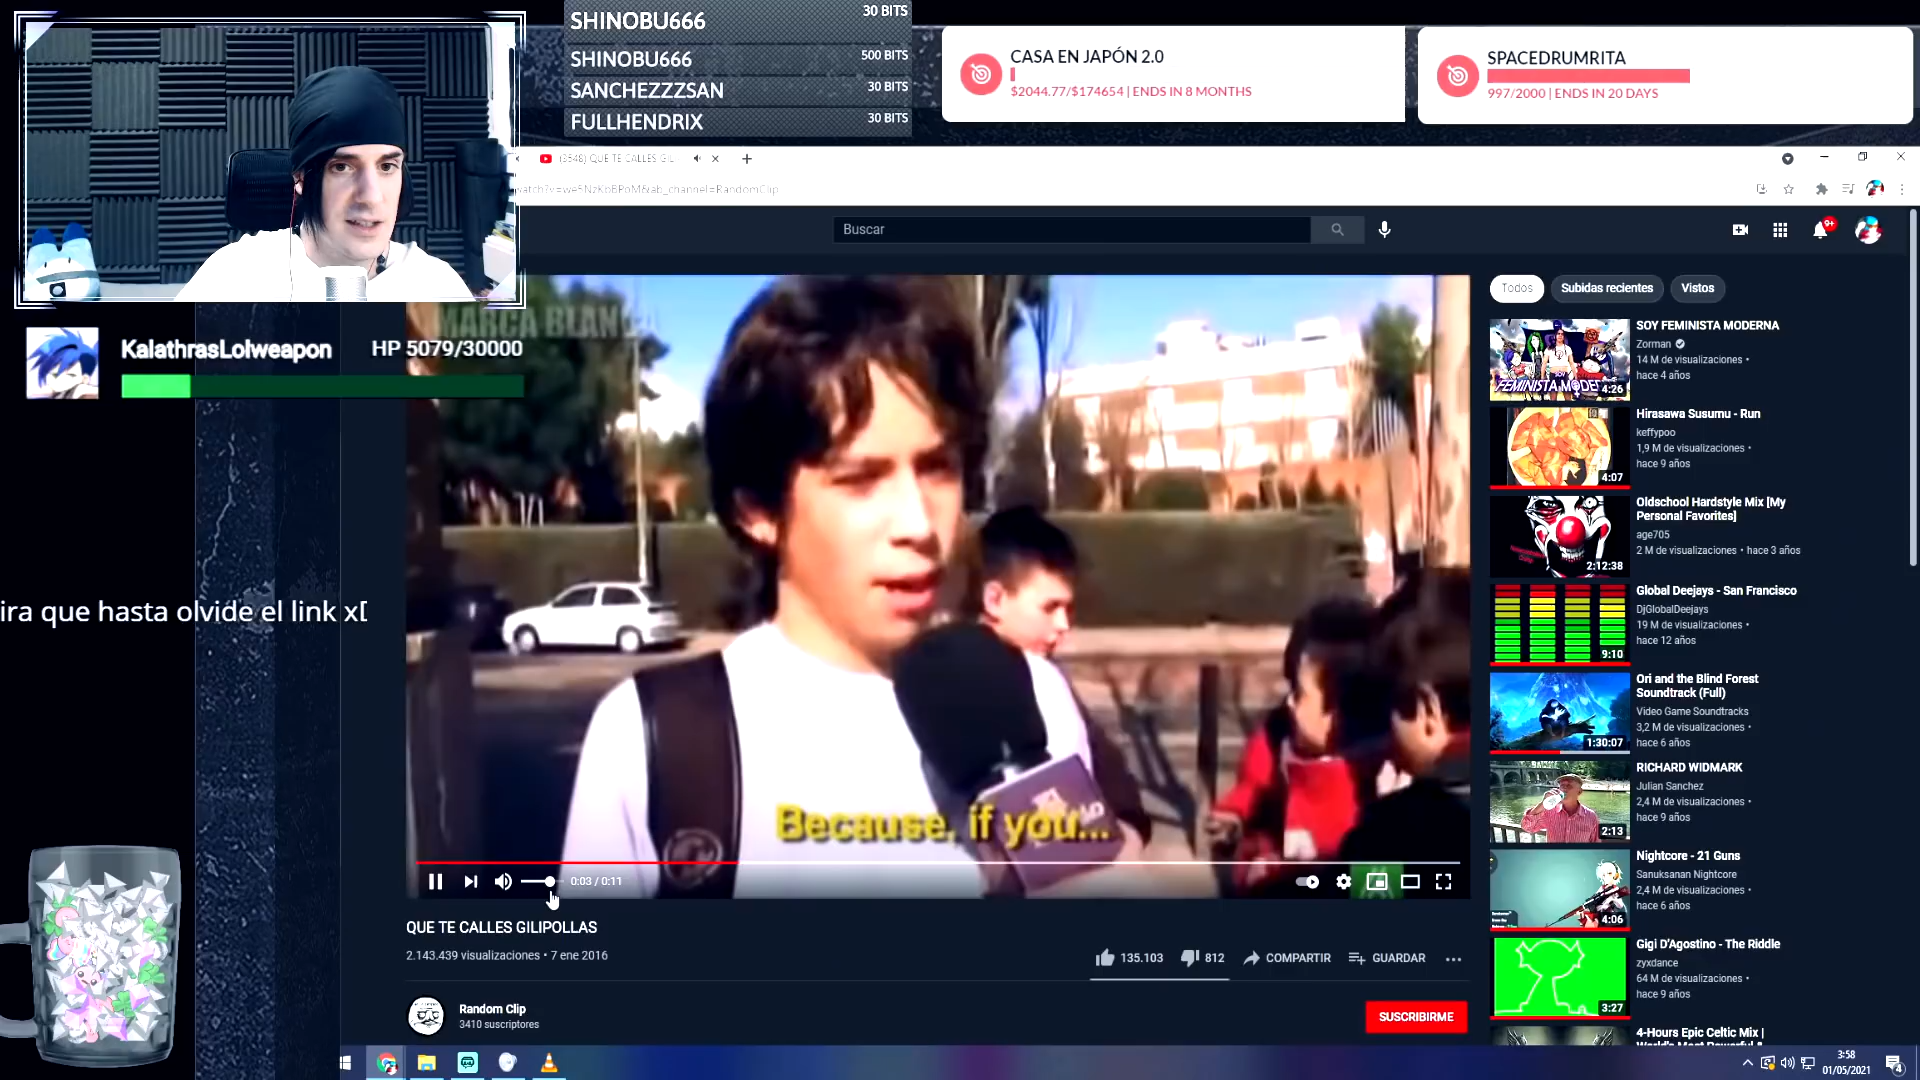 SHINOBU666 30 BITS
SHINOBU666 500 BITS
SANCHEZZZSAN 30 BITS
FULLHENDRIX 30 BITS
CASA EN JAPÓN 2.0
$2044.77/$174654 | ENDS IN 8 MONTHS
SPACEDRUMRITA
997/2000 | ENDS IN 20 DAYS
(3548) QUE TE CALLES GIL
Buscar
9+
KalathrasLolweapon HP 5079/30000
ira que hasta olvide el link x
MARCA BLAN
Because, if you...
0:03 / 0:11
QUE TE CALLES GILIPOLLAS
2.143.439 visualizaciones • 7 ene 2016
135.103 812 COMPARTIR GUARDAR
Random Clip
3410 suscriptores
SUSCRIBIRME
Todos Subidas recientes Vistos
SOY FEMINISTA MODERNA
Zorman
14 M de visualizaciones •
hace 4 años
4:26
Hirasawa Susumu - Run
keffypoo
1,9 M de visualizaciones •
hace 9 años
4:07
Oldschool Hardstyle Mix [My
Personal Favorites]
age705
2 M de visualizaciones • hace 3 años
2:12:38
Global Deejays - San Francisco
DjGlobalDeejays
19 M de visualizaciones •
hace 12 años
9:10
Ori and the Blind Forest
Soundtrack (Full)
Video Game Soundtracks
3,2 M de visualizaciones •
hace 6 años
1:30:07
RICHARD WIDMARK
Julian Sanchez
2,4 M de visualizaciones •
hace 9 años
2:13
Nightcore - 21 Guns
Sanuksanan Nightcore
2,4 M de visualizaciones •
hace 6 años
4:06
Gigi D'Agostino - The Riddle
zyxdance
64 M de visualizaciones •
hace 9 años
3:27
4-Hours Epic Celtic Mix |
3:58
01/05/2021
4